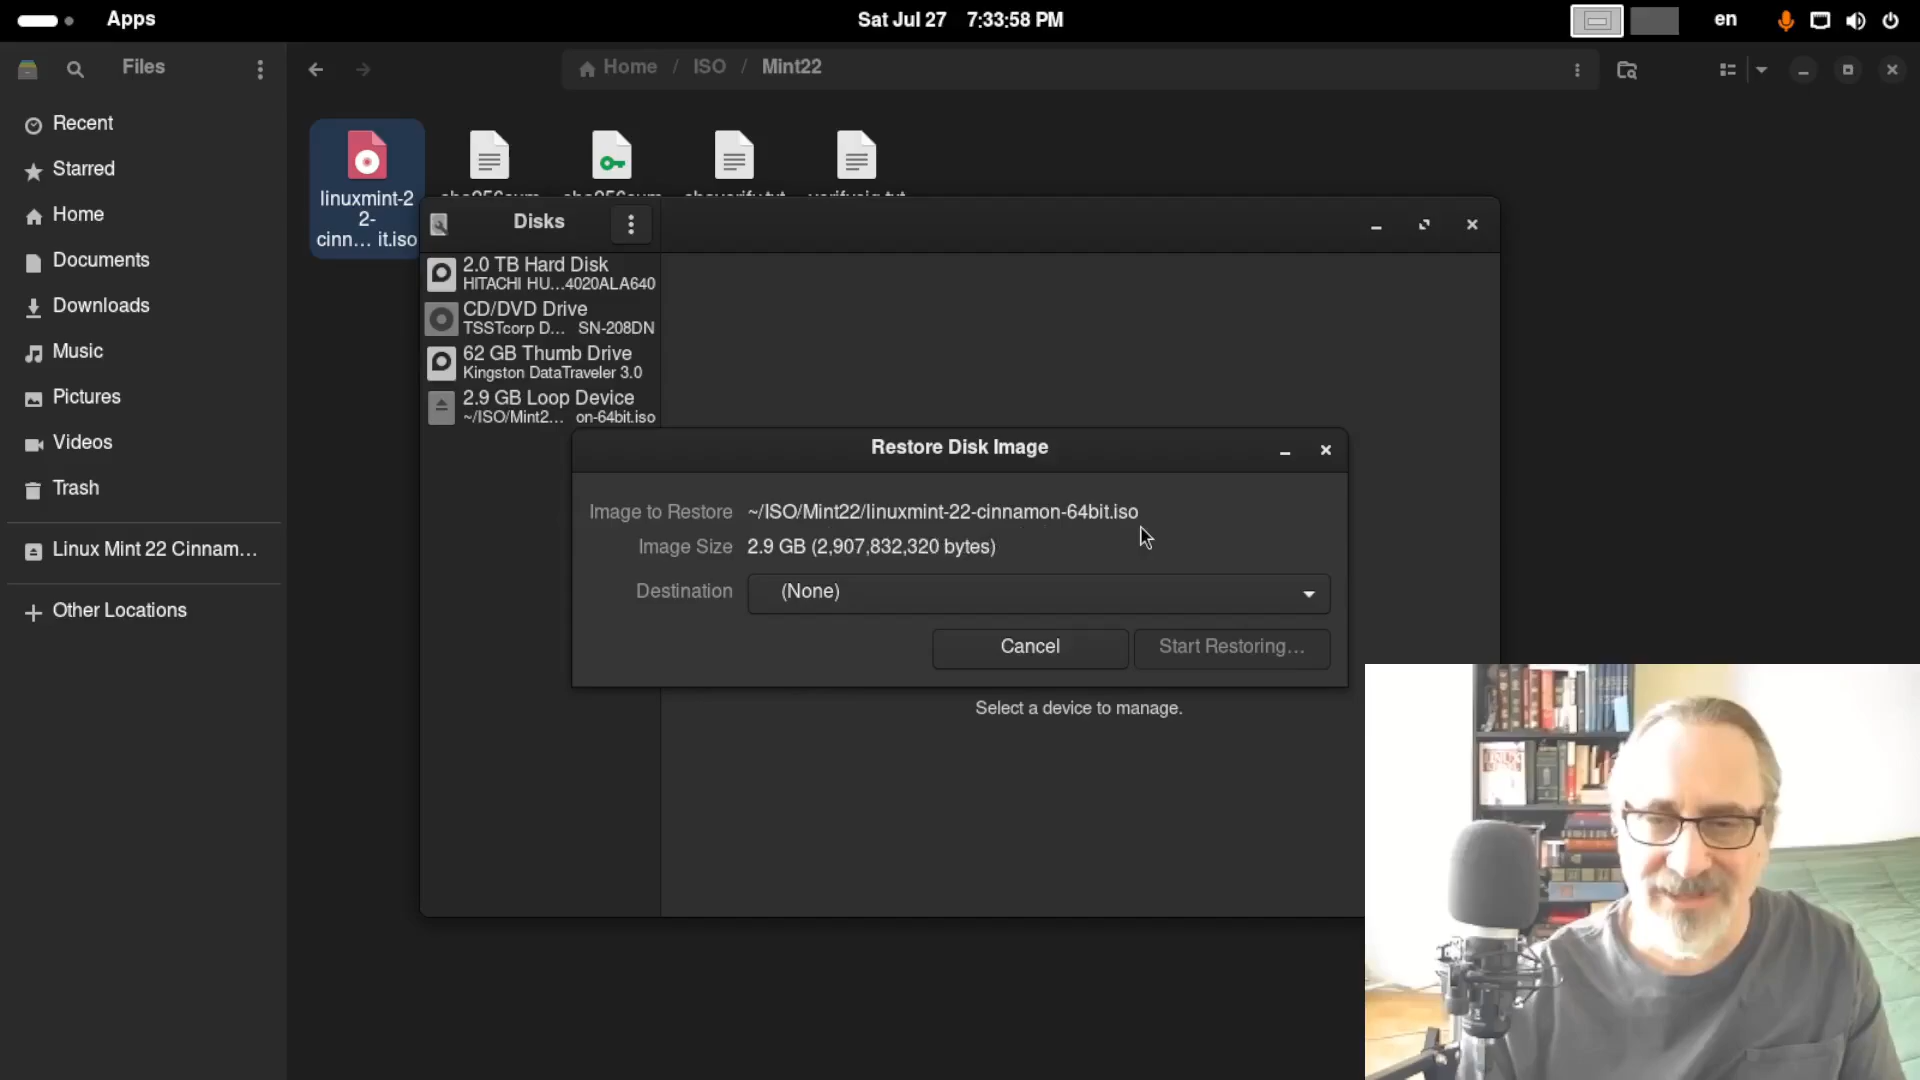 Apps
Sat Jul 27 7:33:58 PM
en
Files
Home / ISO / Mint22
Recent
Starred
Home
Documents
Downloads
Music
Pictures
Videos
Trash
Linux Mint 22 Cinnam...
Other Locations
linuxmint-2
2-
cinn... it.iso
Disks
2.0 TB Hard Disk
HITACHI HU...4020ALA640
CD/DVD Drive
TSSTcorp D... SN-208DN
62 GB Thumb Drive
Kingston DataTraveler 3.0
2.9 GB Loop Device
~/ISO/Mint2... on-64bit.iso
Restore Disk Image
Image to Restore ~/ISO/Mint22/linuxmint-22-cinnamon-64bit.iso
Image Size 2.9 GB (2,907,832,320 bytes)
Destination (None)
Cancel Start Restoring...
Select a device to manage.